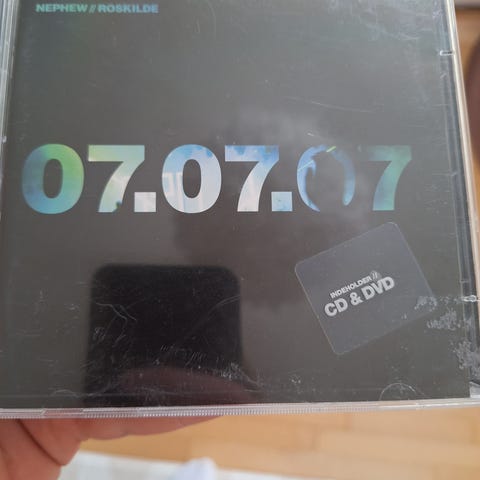 NEPHEW // ROSKILDE
07.07.07
INDEHOLDER //
CD & DVD